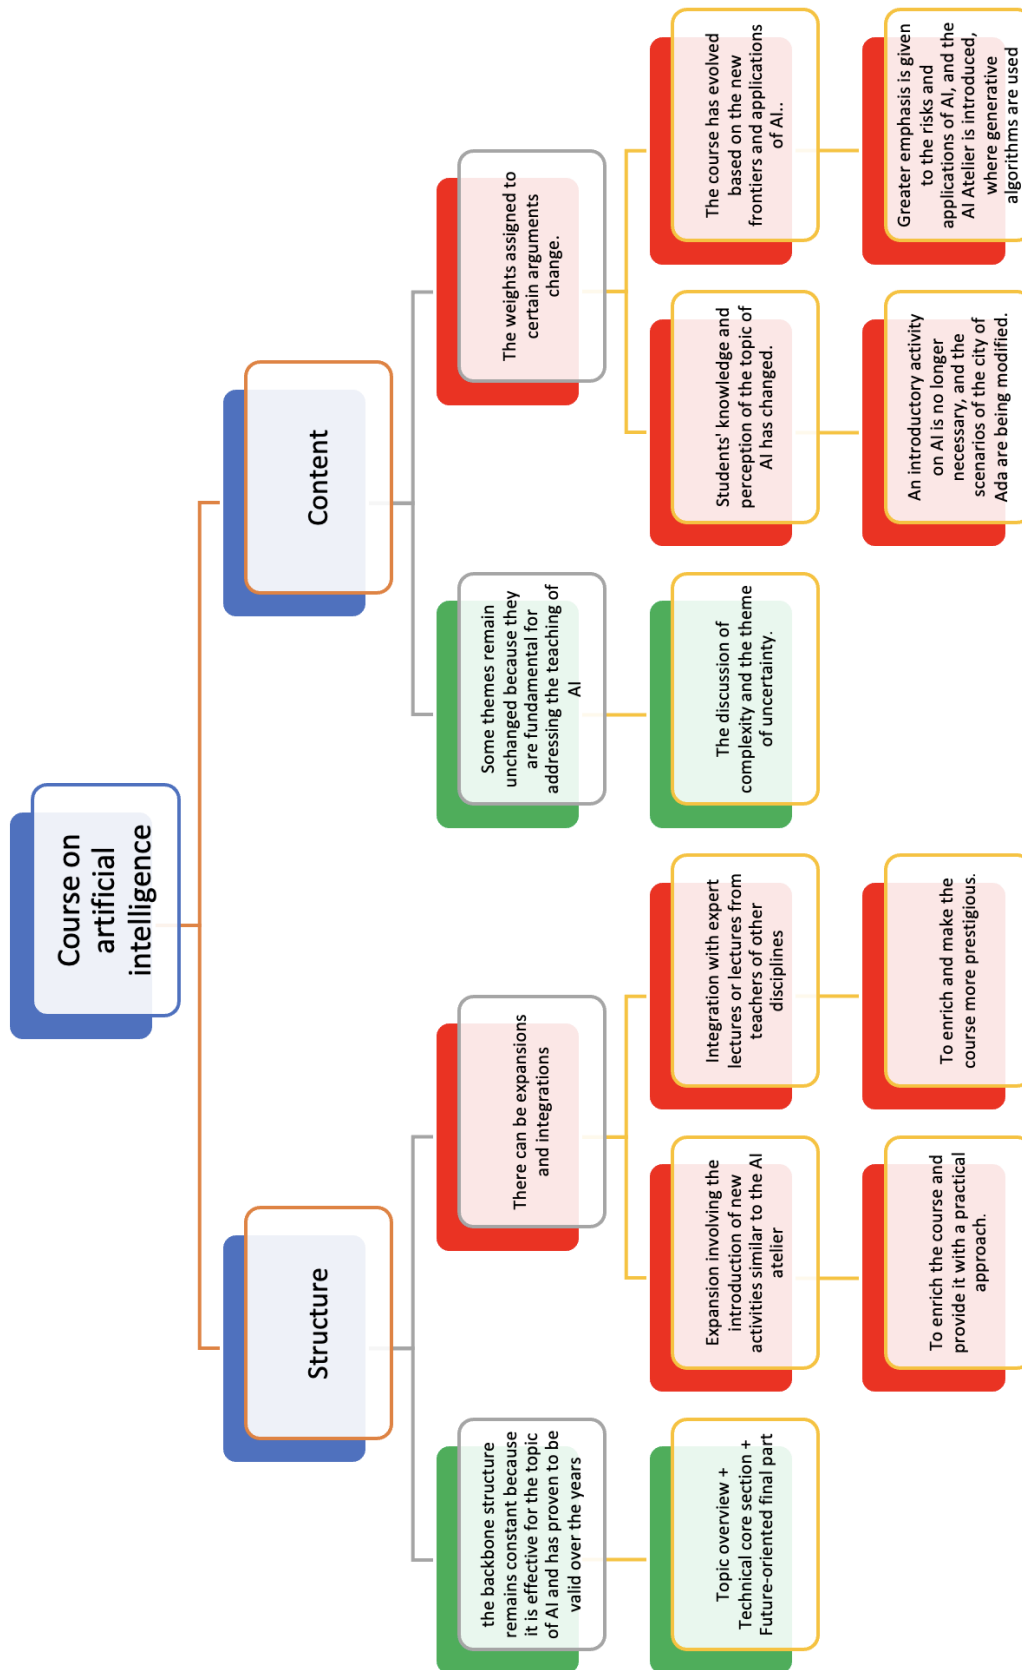 Course on
artificial
intelligence
Structure
Content
the backbone structure
remains constant because
it is effective for the topic
of AI and has proven to be
valid over the years
There can be expansions
and integrations
Some themes remain
unchanged because they
are fundamental for
addressing the teaching of
AI
The weights assigned to
certain arguments
change.
Topic overview +
Technical core section +
Future-oriented final part
Expansion involving the
introduction of new
activities similar to the AI
atelier
Integration with expert
lectures or lectures from
teachers of other
disciplines
The discussion of
complexity and the theme
of uncertainty.
Students' knowledge and
perception of the topic of
AI has changed.
The course has evolved
based on the new
frontiers and applications
of AI..
To enrich the course and
provide it with a practical
approach.
To enrich and make the
course more prestigious.
An introductory activity
on AI is no longer
necessary, and the
scenarios of the city of
Ada are being modified.
Greater emphasis is given
to the risks and
applications of AI, and the
AI Atelier is introduced,
where generative
algorithms are used